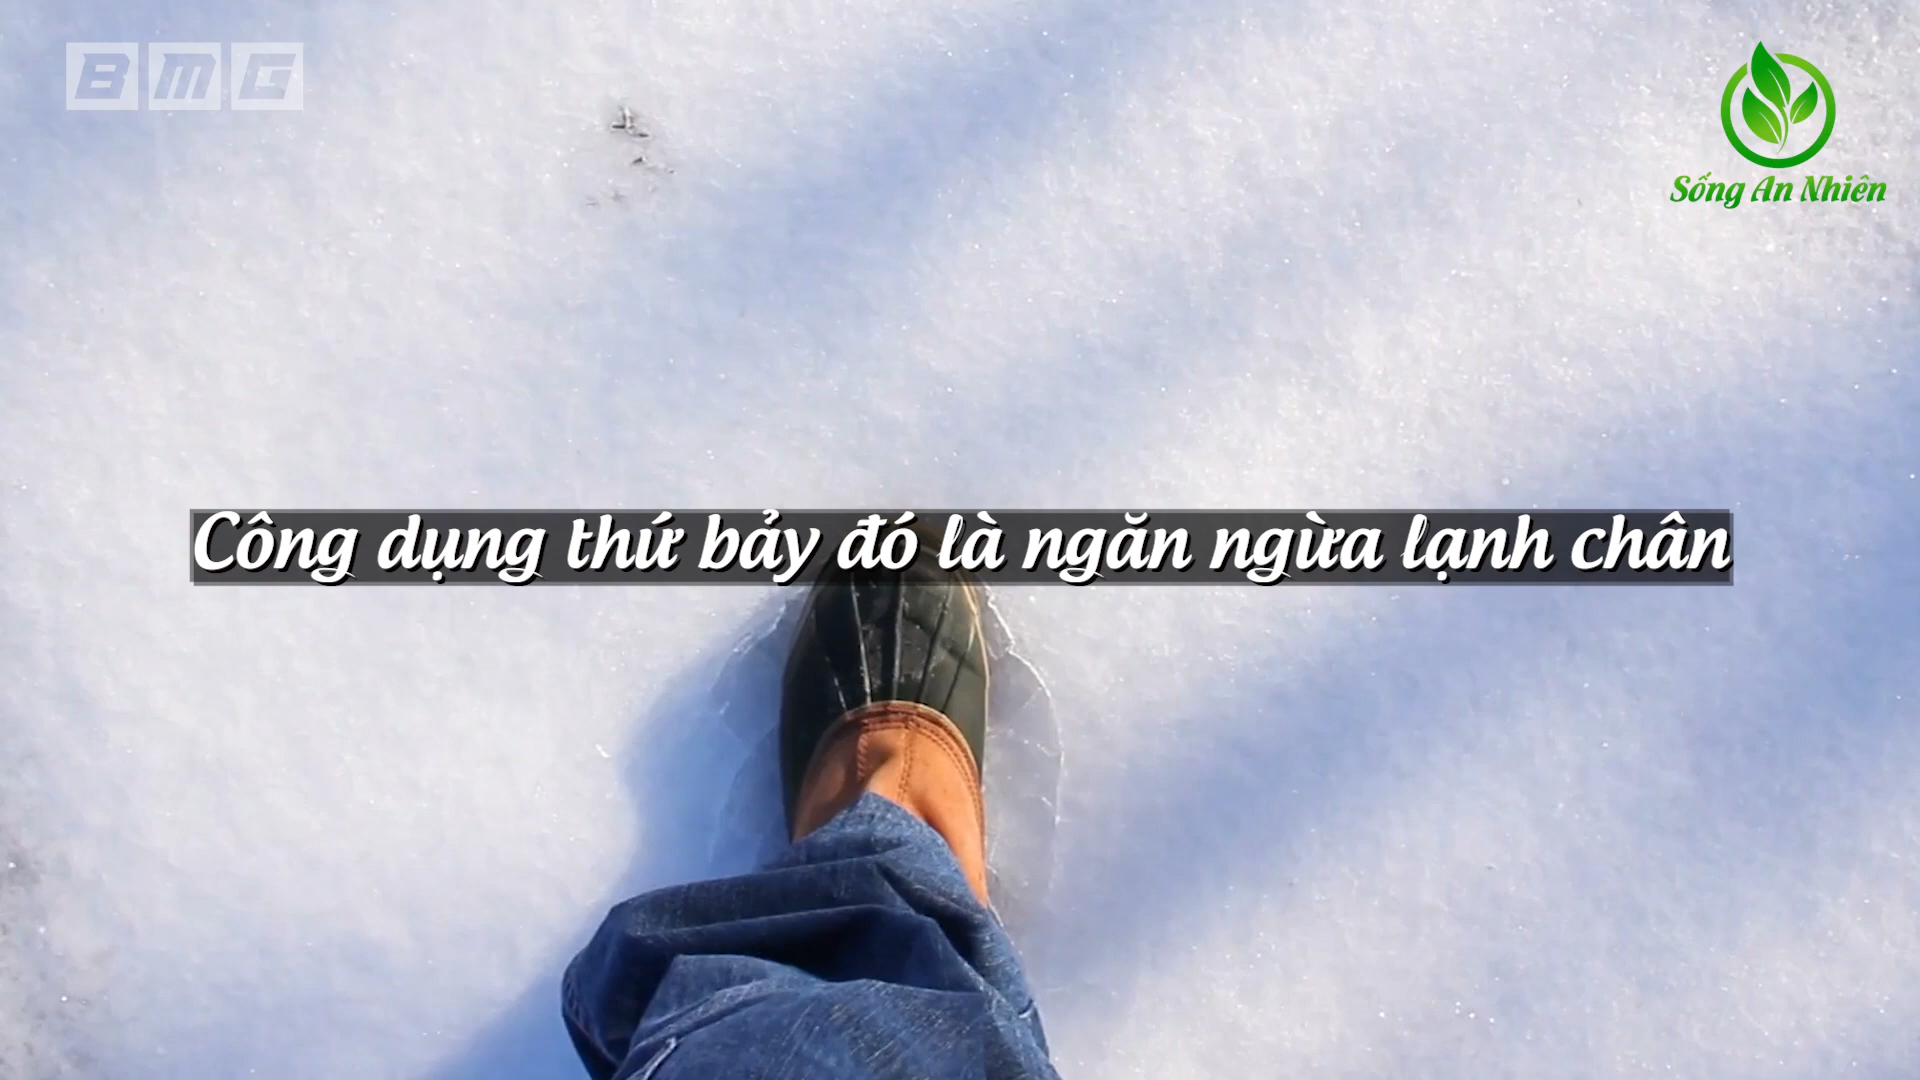 BMG
Sống An Nhiên
Công dụng thứ bảy đó là ngăn ngừa lạnh chân